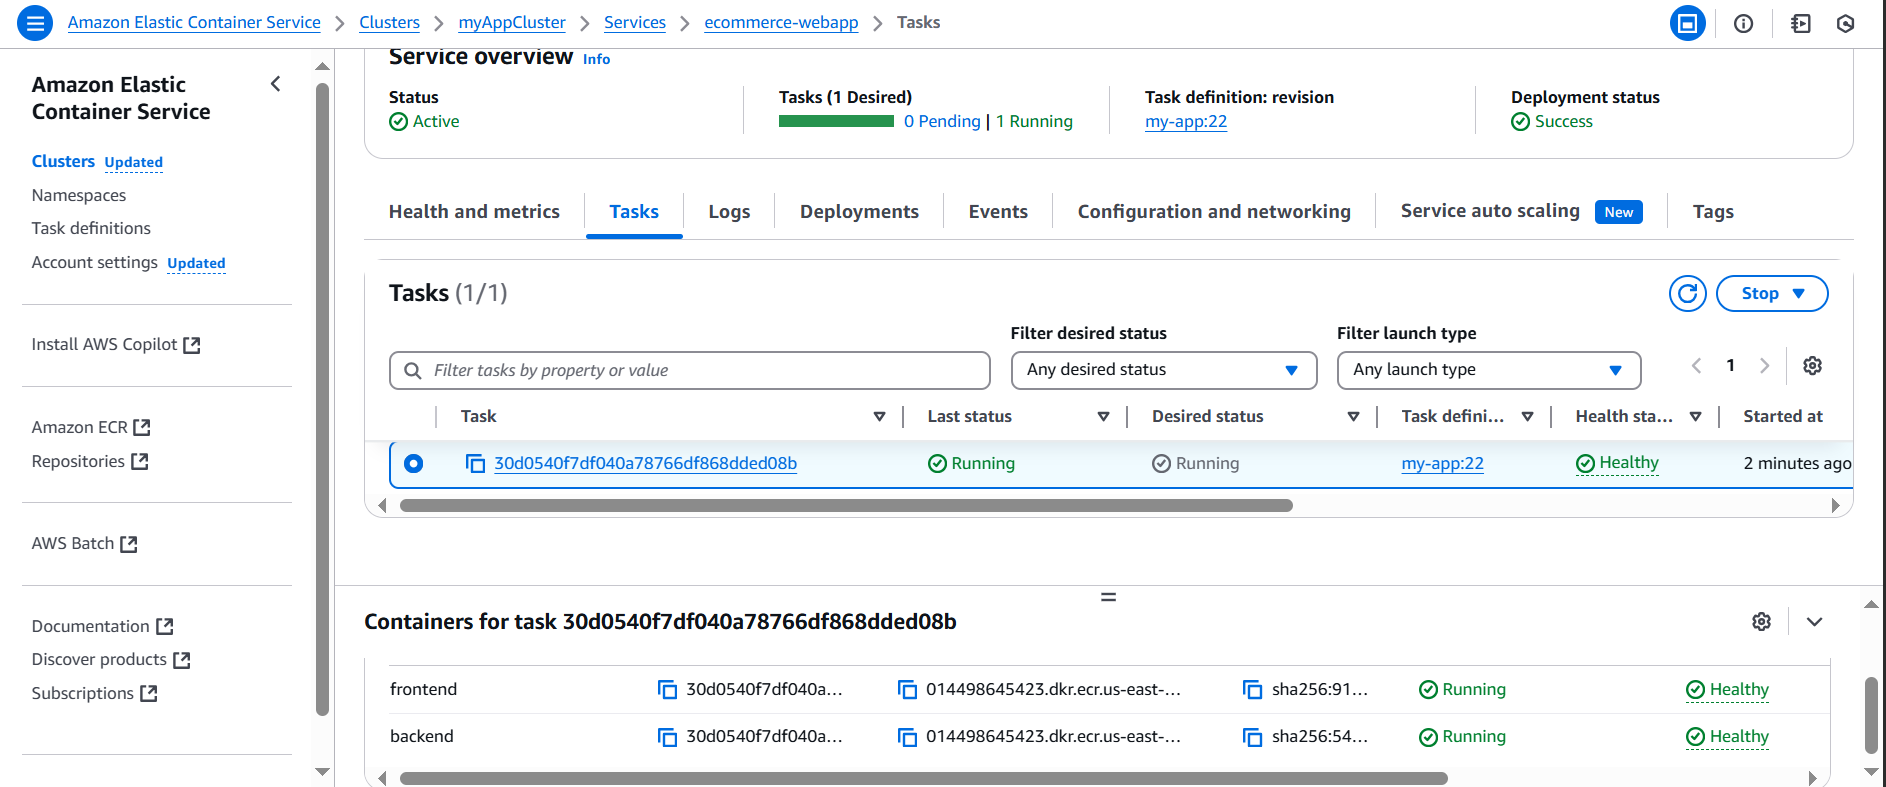 Amazon Elastic Container Service > Clusters > myAppCluster > Services > ecommerce-webapp > Tasks
Amazon Elastic
Container Service
Clusters Updated
Namespaces
Task definitions
Account settings Updated
Install AWS Copilot
Amazon ECR
Repositories
AWS Batch
Documentation
Discover products
Subscriptions
Service overview Info
Status
Active
Tasks (1 Desired)
0 Pending | 1 Running
Task definition: revision
my-app:22
Deployment status
Success
Health and metrics Tasks Logs Deployments Events Configuration and networking Service auto scaling New Tags
Tasks (1/1)
Stop
Filter desired status Filter launch type
Filter tasks by property or value Any desired status Any launch type 1
Task Last status Desired status Task defini... Health sta... Started at
30d0540f7df040a78766df868dded08b Running Running my-app:22 Healthy 2 minutes ago
Containers for task 30d0540f7df040a78766df868dded08b
frontend 30d0540f7df040a... 014498645423.dkr.ecr.us-east-... sha256:91... Running Healthy
backend 30d0540f7df040a... 014498645423.dkr.ecr.us-east-... sha256:54... Running Healthy